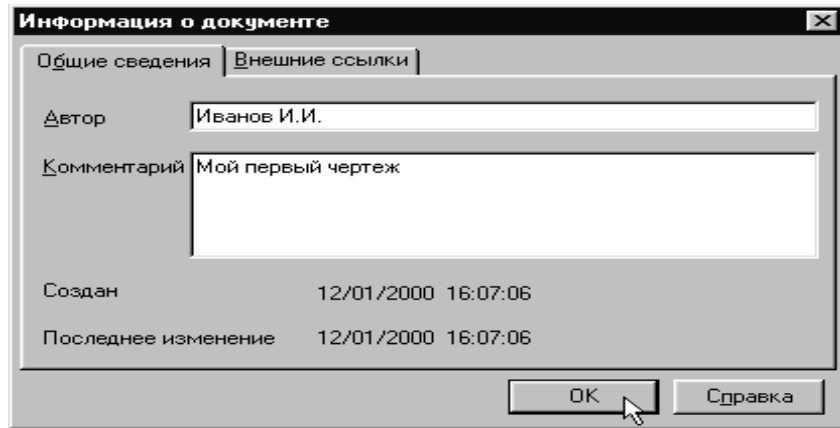 Информация о документе
Общие сведения Внешние ссылки
Автор Иванов И.И.
Комментарий Мой первый чертеж
Создан 12/01/2000 16:07:06
Последнее изменение 12/01/2000 16:07:06
OK Справка